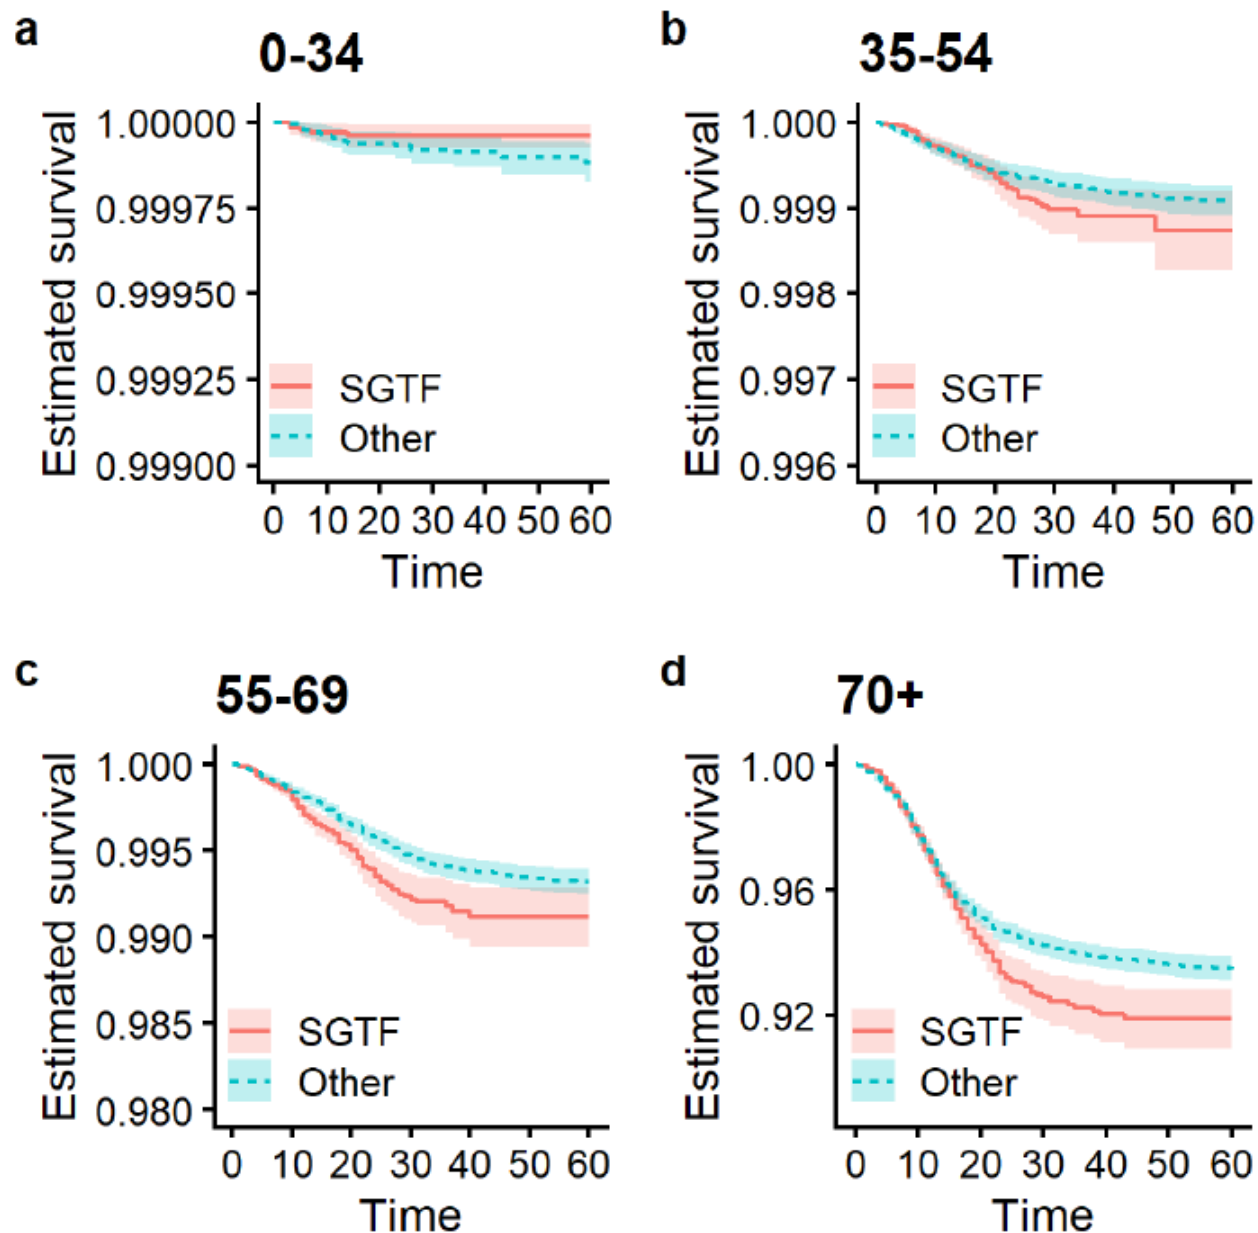 a
0-34
Estimated survival
1.00000
0.99975
0.99950
0.99925
0.99900
SGTF
Other
0 10 20 30 40 50 60
Time
b
35-54
Estimated survival
1.000
0.999
0.998
0.997
0.996
SGTF
Other
0 10 20 30 40 50 60
Time
c
55-69
Estimated survival
1.000
0.995
0.990
0.985
0.980
SGTF
Other
0 10 20 30 40 50 60
Time
d
70+
Estimated survival
1.00
0.96
0.92
SGTF
Other
0 10 20 30 40 50 60
Time